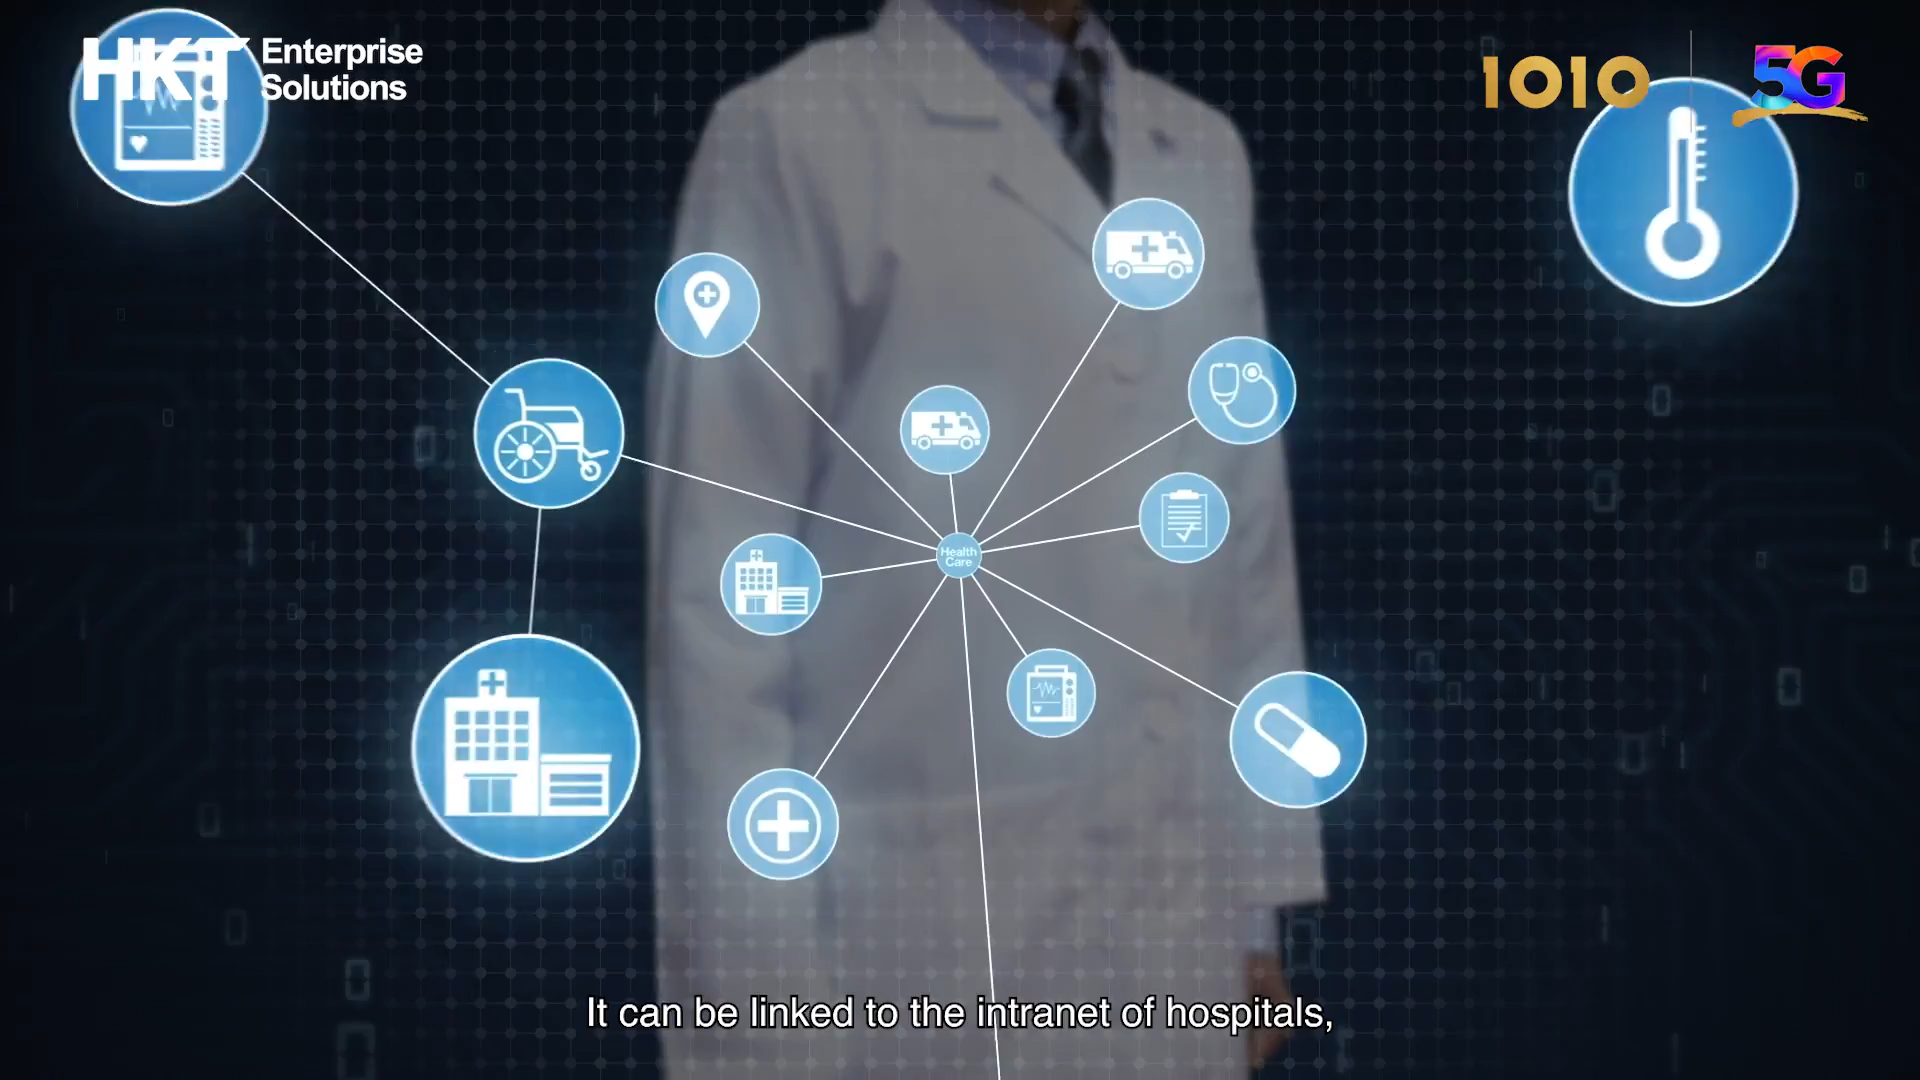 HKT Enterprise
Solutions
1010
5G
Health
Care
It can be linked to the intranet of hospitals,